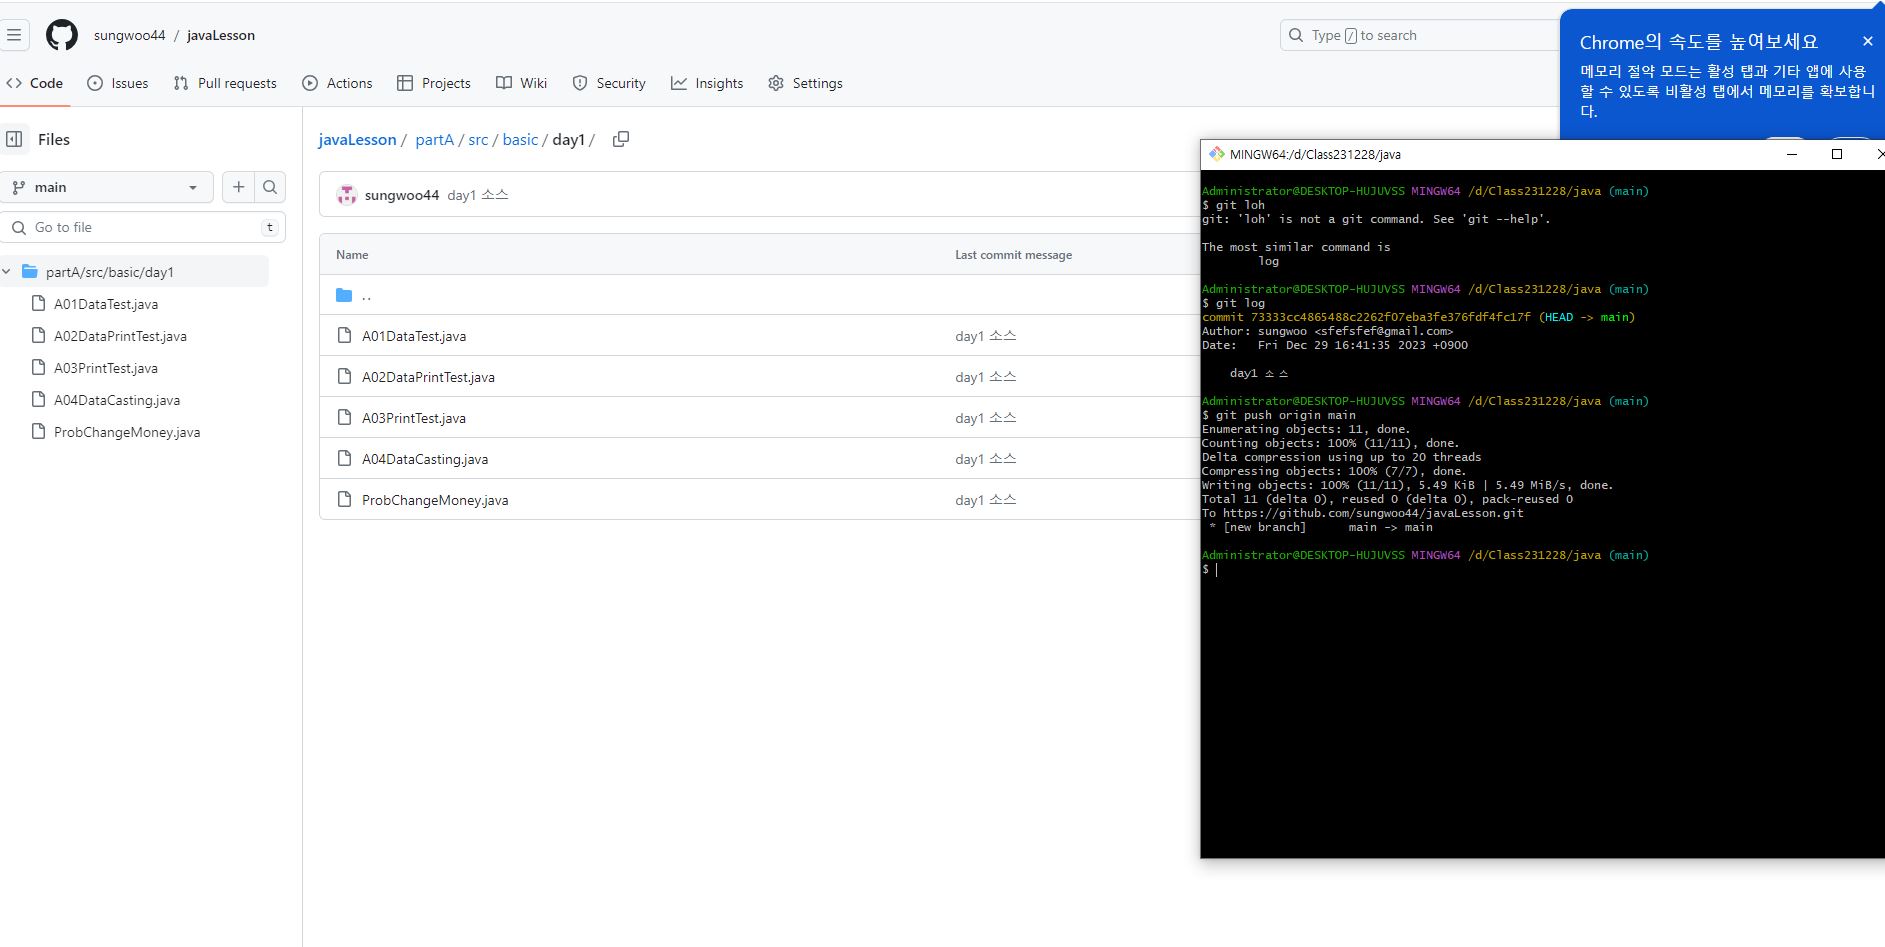 sungwoo44 / javaLesson
Type / to search
Code Issues Pull requests Actions Projects Wiki Security Insights Settings
Chrome의 속도를 높여보세요
메모리 절약 모드는 활성 탭과 기타 앱에 사용
할 수 있도록 비활성 탭에서 메모리를 확보합니
다.
Files
main
Go to file t
partA/src/basic/day1
A01DataTest.java
A02DataPrintTest.java
A03PrintTest.java
A04DataCasting.java
ProbChangeMoney.java
javaLesson / partA / src / basic / day1 /
sungwoo44 day1 소스
Name Last commit message
..
A01DataTest.java day1 소스
A02DataPrintTest.java day1 소스
A03PrintTest.java day1 소스
A04DataCasting.java day1 소스
ProbChangeMoney.java day1 소스
MINGW64:/d/Class231228/java
Administrator@DESKTOP-HUJUVSS MINGW64 /d/Class231228/java (main)
$ git loh
git: 'loh' is not a git command. See 'git --help'.
The most similar command is
log
Administrator@DESKTOP-HUJUVSS MINGW64 /d/Class231228/java (main)
$ git log
commit 73333cc4865488c2262f07eba3fe376fdf4fc17f (HEAD -> main)
Author: sungwoo <sfefsfef@gmail.com>
Date:   Fri Dec 29 16:41:35 2023 +0900
day1 소스
Administrator@DESKTOP-HUJUVSS MINGW64 /d/Class231228/java (main)
$ git push origin main
Enumerating objects: 11, done.
Counting objects: 100% (11/11), done.
Delta compression using up to 20 threads
Compressing objects: 100% (7/7), done.
Writing objects: 100% (11/11), 5.49 KiB | 5.49 MiB/s, done.
Total 11 (delta 0), reused 0 (delta 0), pack-reused 0
To https://github.com/sungwoo44/javaLesson.git
* [new branch]      main -> main
Administrator@DESKTOP-HUJUVSS MINGW64 /d/Class231228/java (main)
$